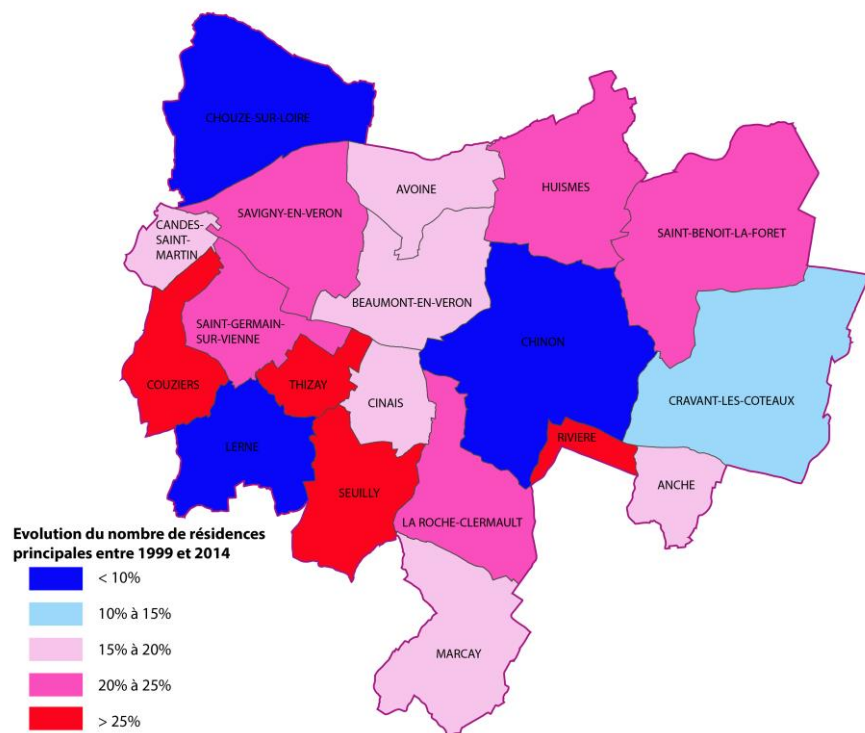 CHOUZE-SUR-LOIRE
AVOINE
HUISMES
SAVIGNY-EN-VERON
CANDES-
SAINT-
MARTIN
SAINT-BENOIT-LA-FORET
BEAUMONT-EN-VERON
SAINT-GERMAIN-
SUR-VIENNE
CHINON
COUZIERS
THIZAY
CINAIS
CRAVANT-LES-COTEAUX
LERNE
RIVIERE
SEUILLY
ANCHE
LA ROCHE-CLERMAULT
MARCAY
Evolution du nombre de résidences
principales entre 1999 et 2014
< 10%
10% à 15%
15% à 20%
20% à 25%
> 25%